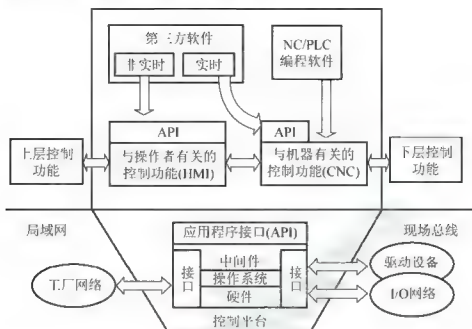 第三方软件
非实时
实时
NC/PLC
编程软件
API
API
上层控制
功能
与操作者有关的
控制功能(HMI)
与机器有关的
控制功能(CNC)
下层控制
功能
局域网
应用程序接口(API)
现场总线
工厂网络
接口
中间件
操作系统
硬件
接口
驱动设备
I/O网络
控制平台